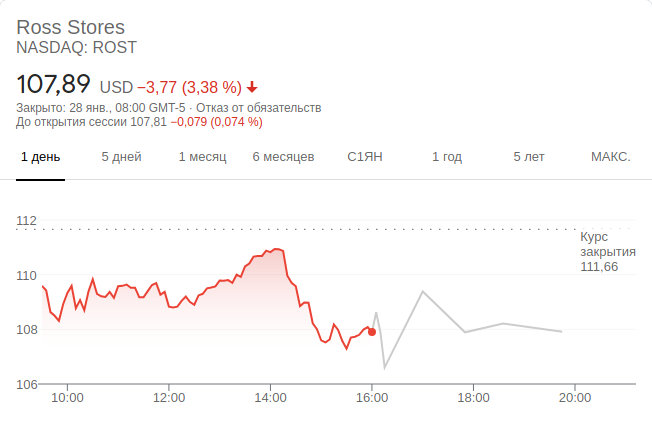 Ross Stores
NASDAQ: ROST
107,89 USD −3,77 (3,38 %)
Закрыто: 28 янв., 08:00 GMT-5 · Отказ от обязательств
До открытия сессии 107,81 −0,079 (0,074 %)
1 день 5 дней 1 месяц 6 месяцев С1ЯН 1 год 5 лет МАКС.
112
Курс
закрытия
111,66
110
108
106
10:00 12:00 14:00 16:00 18:00 20:00